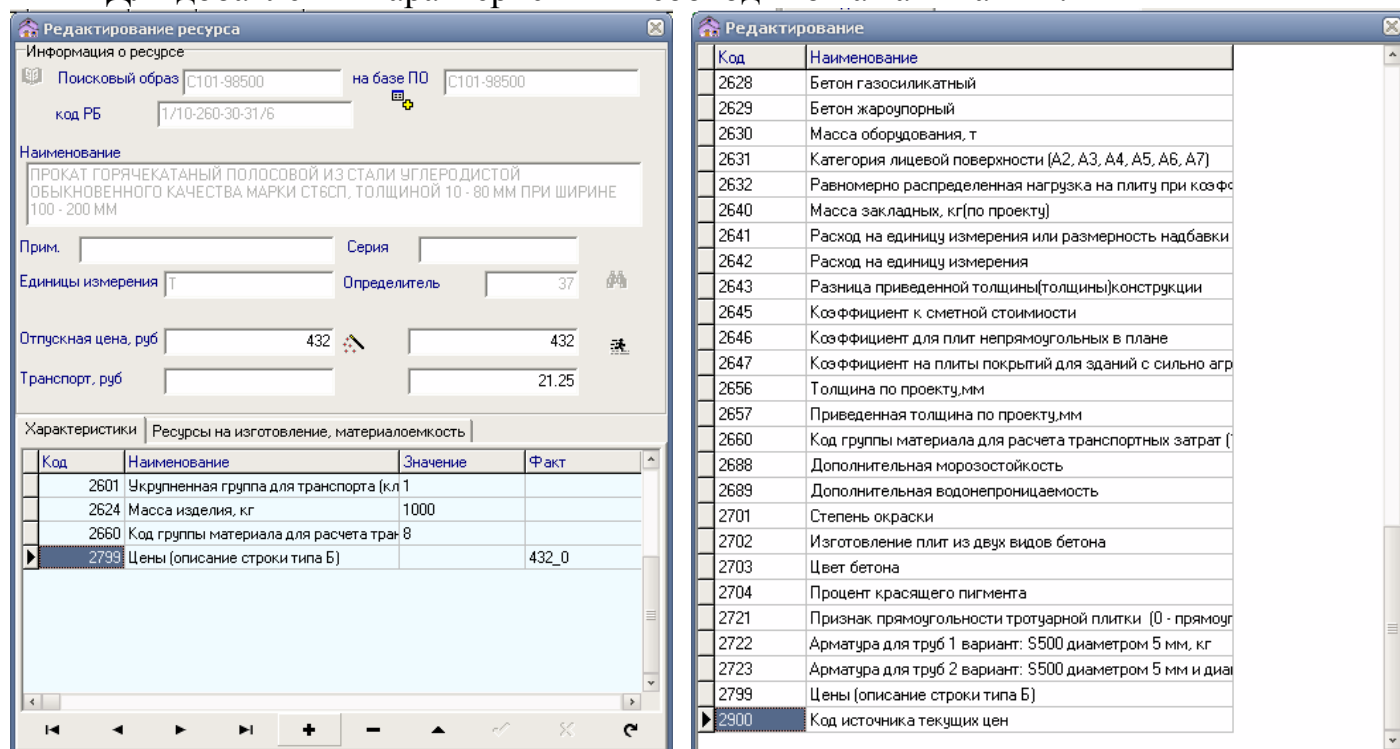 Редактирование ресурса
Информация о ресурсе
Поисковый образ С101-98500 на базе ПО С101-98500
код РБ 1/10-260-30-31/6
Наименование
ПРОКАТ ГОРЯЧЕКАТАНЫЙ ПОЛОСОВОЙ ИЗ СТАЛИ УГЛЕРОДИСТОЙ
ОБЫКНОВЕННОГО КАЧЕСТВА МАРКИ СТ6СП, ТОЛЩИНОЙ 10 - 80 ММ ПРИ ШИРИНЕ
100 - 200 ММ
Прим. Серия
Единицы измерения Т Определитель 37
Отпускная цена, руб 432 432
Транспорт, руб 21.25
Характеристики Ресурсы на изготовление, материалоемкость
Код Наименование Значение Факт
2601 Укрупненная группа для транспорта (кл 1
2624 Масса изделия, кг 1000
2660 Код группы материала для расчета тран 8
2799 Цены (описание строки типа Б) 432_0
Редактирование
Код Наименование
2628 Бетон газосиликатный
2629 Бетон жароупорный
2630 Масса оборудования, т
2631 Категория лицевой поверхности (А2, А3, А4, А5, А6, А7)
2632 Равномерно распределенная нагрузка на плиту при коэфф
2640 Масса закладных, кг(по проекту)
2641 Расход на единицу измерения или размерность надбавки
2642 Расход на единицу измерения
2643 Разница приведенной толщины(толщины)конструкции
2645 Коэффициент к сметной стоимиости
2646 Коэффициент для плит непрямоугольных в плане
2647 Коэффициент на плиты покрытий для зданий с сильно агр
2656 Толщина по проекту,мм
2657 Приведенная толщина по проекту,мм
2660 Код группы материала для расчета транспортных затрат (
2688 Дополнительная морозостойкость
2689 Дополнительная водонепроницаемость
2701 Степень окраски
2702 Изготовление плит из двух видов бетона
2703 Цвет бетона
2704 Процент красящего пигмента
2721 Признак прямоугольности тротуарной плитки (0 - прямоуг
2722 Арматура для труб 1 вариант: S500 диаметром 5 мм, кг
2723 Арматура для труб 2 вариант: S500 диаметром 5 мм и диа
2799 Цены (описание строки типа Б)
2900 Код источника текущих цен